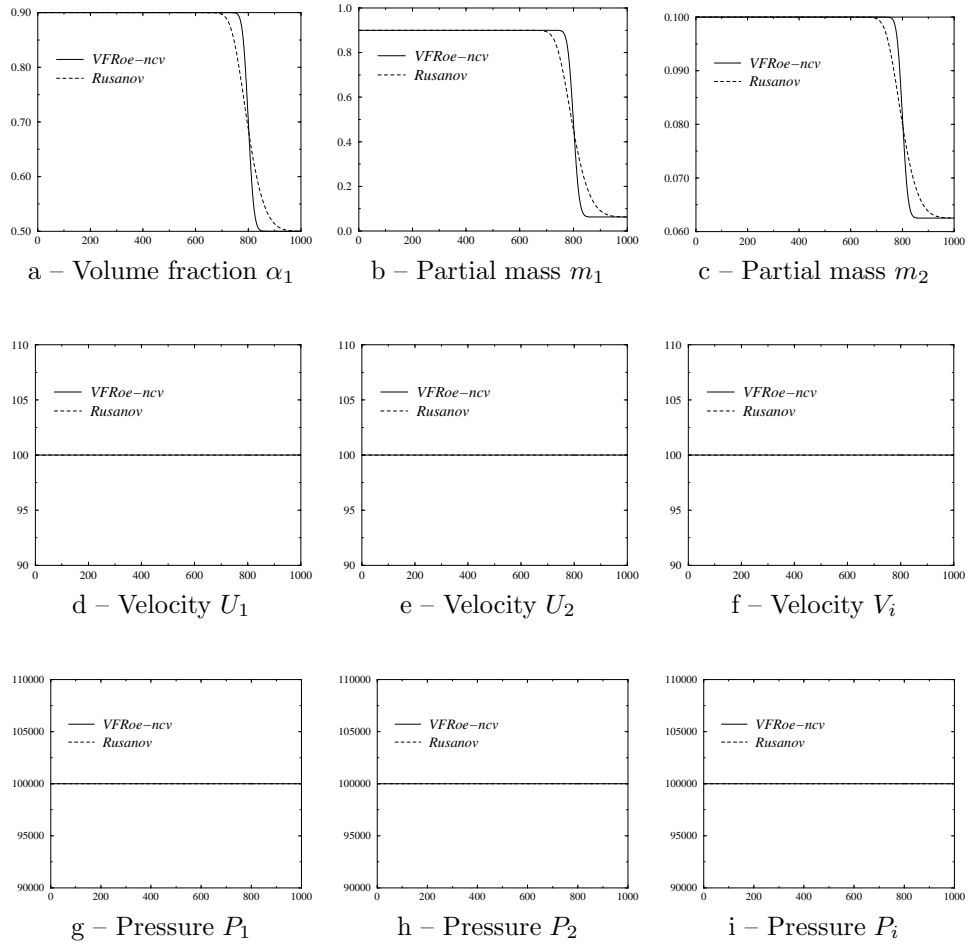 0.90
0.80
0.70
0.60
0.50
0 200 400 600 800 1000
VFRoe−ncv
Rusanov
a – Volume fraction α1
1.0
0.8
0.6
0.4
0.2
0.0
0 200 400 600 800 1000
VFRoe−ncv
Rusanov
b – Partial mass m1
0.100
0.090
0.080
0.070
0.060
0 200 400 600 800 1000
VFRoe−ncv
Rusanov
c – Partial mass m2
110
105
100
95
90
0 200 400 600 800 1000
VFRoe−ncv
Rusanov
d – Velocity U1
110
105
100
95
90
0 200 400 600 800 1000
VFRoe−ncv
Rusanov
e – Velocity U2
110
105
100
95
90
0 200 400 600 800 1000
VFRoe−ncv
Rusanov
f – Velocity Vi
110000
105000
100000
95000
90000
0 200 400 600 800 1000
VFRoe−ncv
Rusanov
g – Pressure P1
110000
105000
100000
95000
90000
0 200 400 600 800 1000
VFRoe−ncv
Rusanov
h – Pressure P2
110000
105000
100000
95000
90000
0 200 400 600 800 1000
VFRoe−ncv
Rusanov
i – Pressure Pi